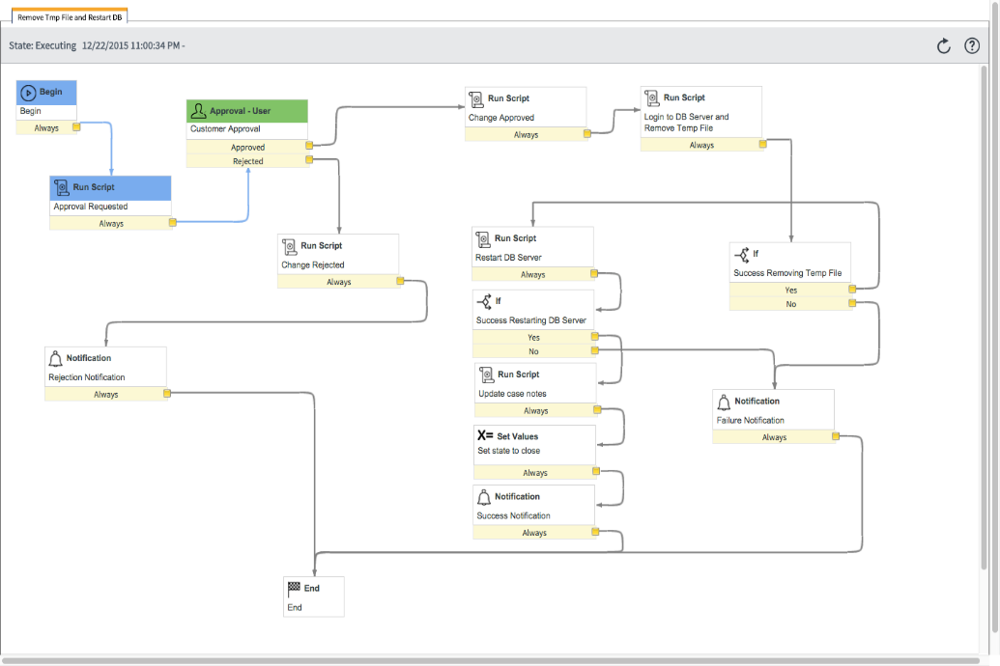 Remove Tmp File and Restart DB
State: Executing 12/22/2015 11:00:34 PM -
Begin
Begin
Always
Run Script
Approval Requested
Always
Approval - User
Customer Approval
Approved
Rejected
Run Script
Change Approved
Always
Run Script
Login to DB Server and
Remove Temp File
Always
Run Script
Change Rejected
Always
Run Script
Restart DB Server
Always
If
Success Removing Temp File
Yes
No
If
Success Restarting DB Server
Yes
No
Notification
Rejection Notification
Always
Run Script
Update case notes
Always
Notification
Failure Notification
Always
X= Set Values
Set state to close
Always
Notification
Success Notification
Always
End
End